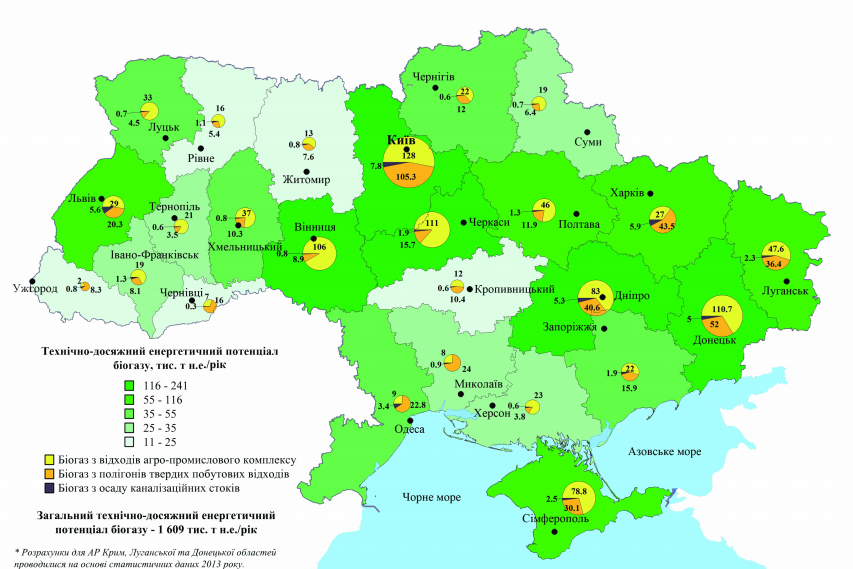 Чернігів
22
0.6
12
19
0.7
6.4
Суми
33
0.7
4.5
Луцьк
16
1.1
5.4
Рівне
13
0.8
7.6
Житомир
Київ
128
7.8
105.3
Львів
29
5.6
20.3
Тернопіль
21
0.6
3.5
37
0.8
10.3
Хмельницький
Вінниця
106
0.8
8.9
111
1.9
15.7
Черкаси
46
1.3
11.9
Полтава
Харків
27
5.9
43.5
47.6
2.3
36.4
Луганськ
Івано-Франківськ
19
1.3
8.1
Ужгород
2
0.8
8.3
Чернівці
7
16
0.3
12
0.6
10.4
Кропивницький
83
5.3
40.6
Дніпро
Запоріжжя
110.7
5
52
Донецьк
8
0.9
24
Миколаїв
22
1.9
15.9
23
0.6
3.8
Херсон
9
3.4
22.8
Одеса
Азовське море
Чорне море
78.8
2.5
30.1
Сімферополь
Технічно-досяжний енергетичний потенціал
біогазу, тис. т н.е./рік
116 - 241
55 - 116
35 - 55
25 - 35
11 - 25
Біогаз з відходів агро-промислового комплексу
Біогаз з полігонів твердих побутових відходів
Біогаз з осаду каналізаційних стоків
Загальний технічно-досяжний енергетичний
потенціал біогазу - 1 609 тис. т н.е./рік
* Розрахунки для АР Крим, Луганської та Донецької областей
проводилися на основі статистичних даних 2013 року.